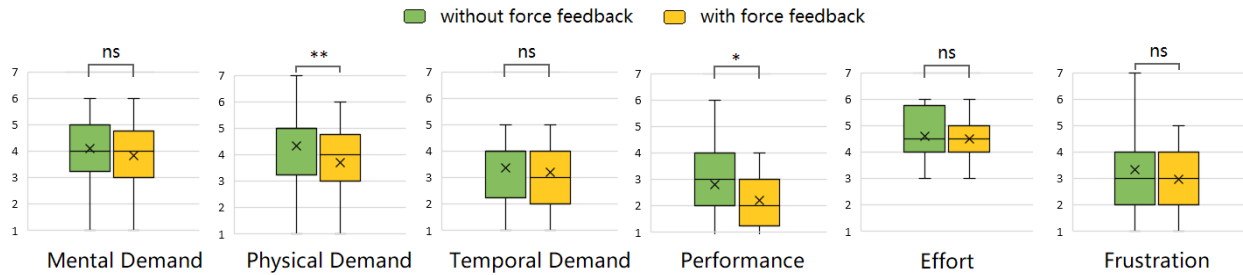 without force feedback with force feedback
ns ** ns * ns ns
7 7 7 7 7 7
6 6 6 6 6 6
5 5 5 5 5 5
4 4 4 4 4 4
3 3 3 3 3 3
2 2 2 2 2 2
1 1 1 1 1 1
Mental Demand Physical Demand Temporal Demand Performance Effort Frustration